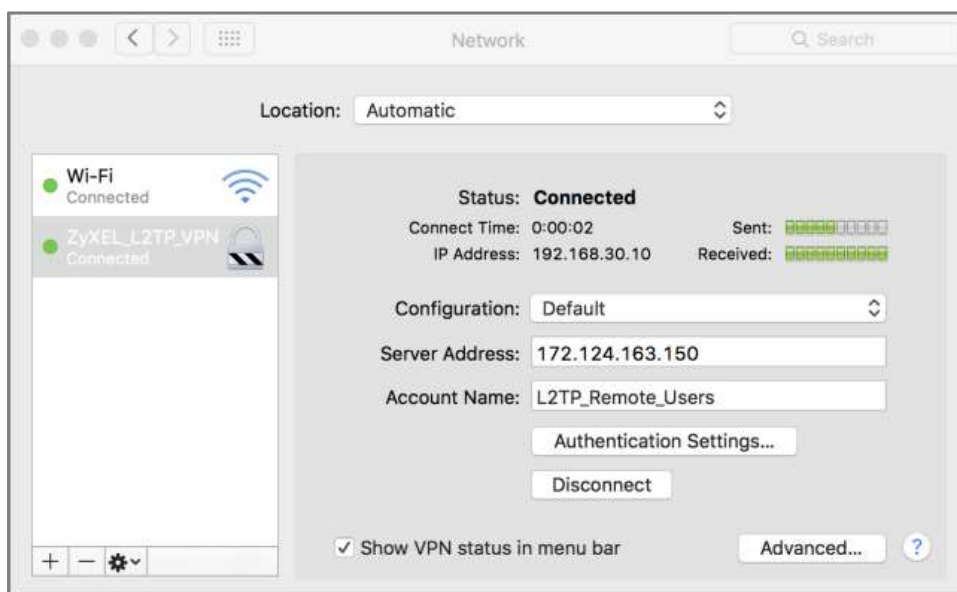 Network
Search
Location: Automatic
Wi-Fi
Connected
ZyXEL_L2TP_VPN
Connected
Status: Connected
Connect Time: 0:00:02 Sent:
IP Address: 192.168.30.10 Received:
Configuration: Default
Server Address: 172.124.163.150
Account Name: L2TP_Remote_Users
Authentication Settings...
Disconnect
Show VPN status in menu bar
Advanced... ?